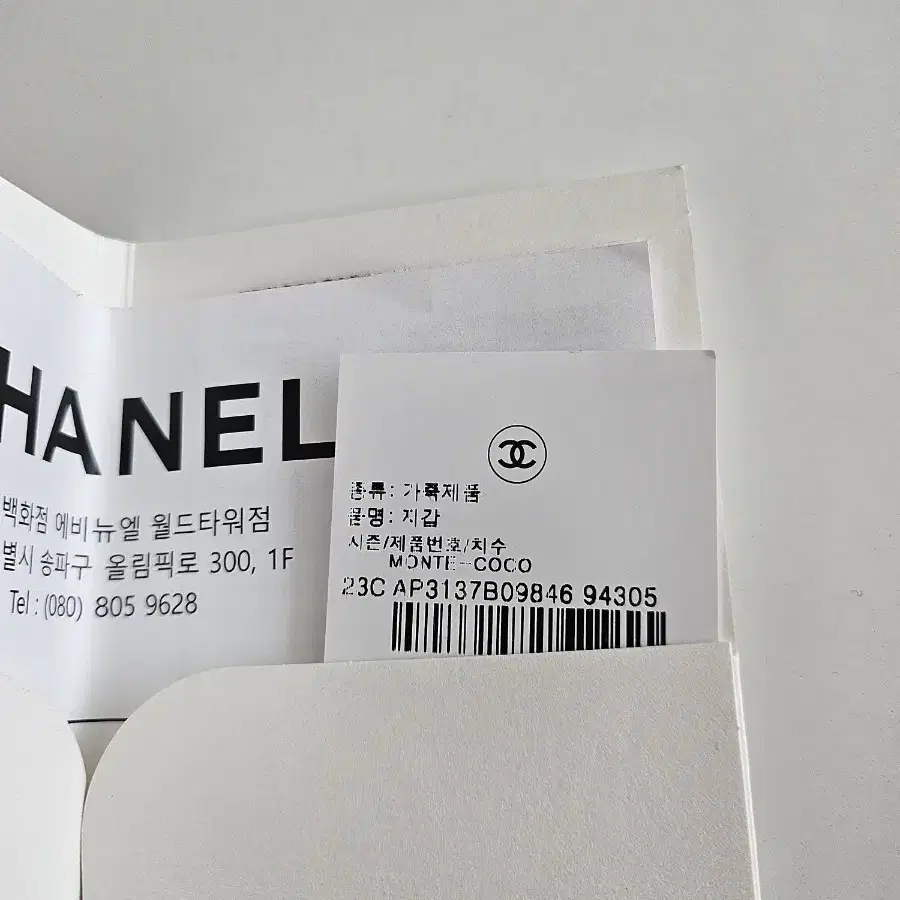 HANEL
백화점 에비뉴엘 월드타워점
별시 송파구 올림픽로 300, 1F
Tel : (080) 805 9628
종류: 가죽제품
품명: 지갑
시즌/제품번호/치수
MONTE-COCO
23C AP3137B09846 94305